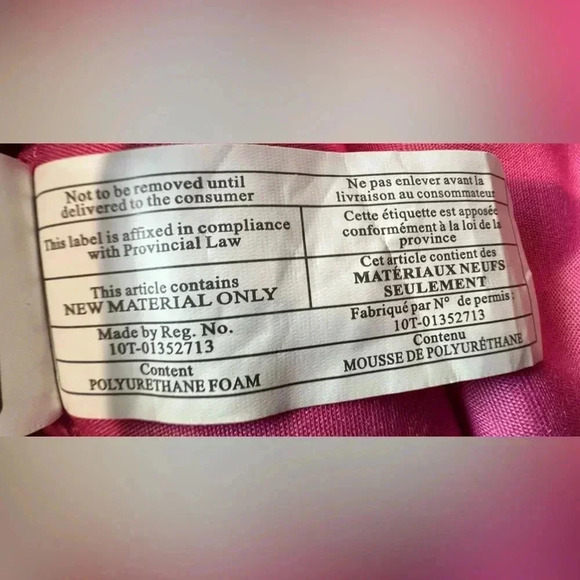 Not to be removed until
delivered to the consumer
This label is affixed in compliance
with Provincial Law
This article contains
NEW MATERIAL ONLY
Made by Reg. No.
10T-01352713
Content
POLYURETHANE FOAM
Ne pas enlever avant la
livraison au consommateur
Cette étiquette est apposée
conformément à la loi de la
province
Cet article contient des
MATÉRIAUX NEUFS
SEULEMENT
Fabriqué par N° de permis :
10T-01352713
Contenu
MOUSSE DE POLYURÉTHANE